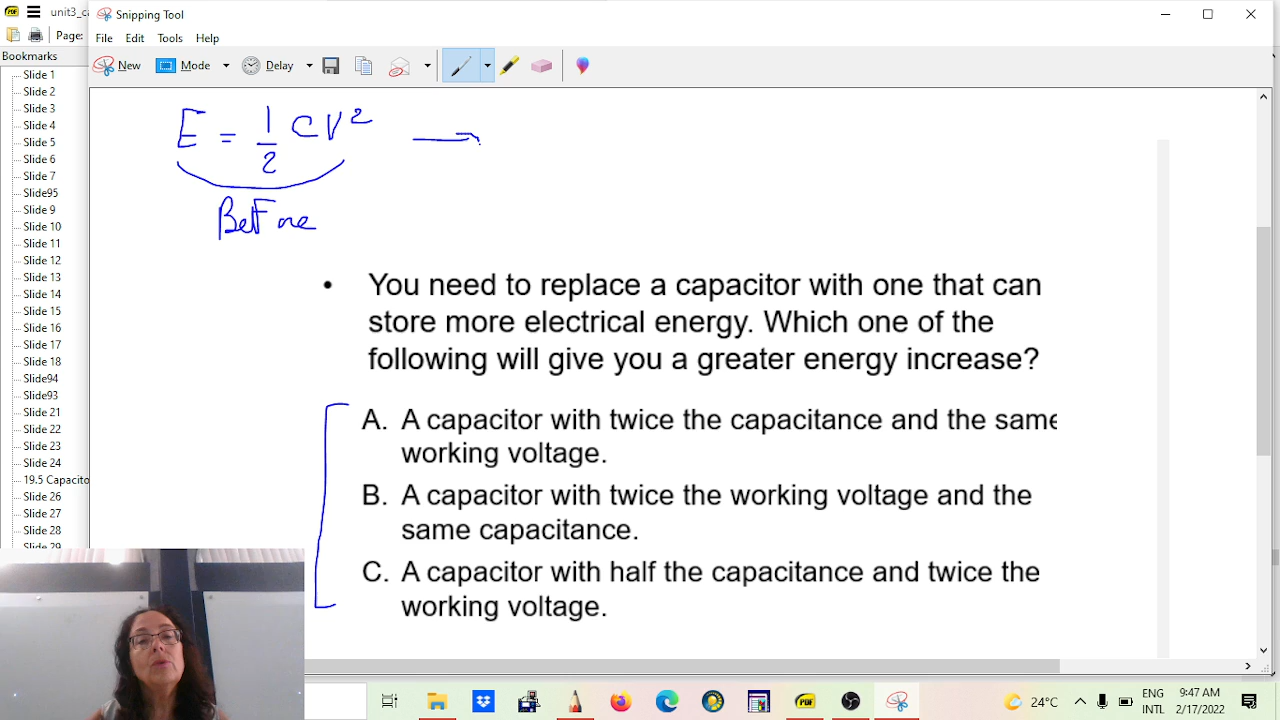 unit3_ca
Snipping Tool
File Edit Tools Help
Page:
New Mode Delay
Bookmarks
Slide 1
Slide 2
Slide 3
Slide 4
Slide 5
Slide 6
Slide 7
Slide95
Slide 9
Slide 10
Slide 11
Slide 12
Slide 13
Slide 14
Slide 15
Slide 16
Slide 17
Slide 18
Slide94
Slide93
Slide 21
Slide 22
Slide 23
Slide 24
19.5 Capacito
Slide 26
Slide 27
Slide 28
Slide 29
E = 1/2 CV² →
Before
• You need to replace a capacitor with one that can
store more electrical energy. Which one of the
following will give you a greater energy increase?
A. A capacitor with twice the capacitance and the same
working voltage.
B. A capacitor with twice the working voltage and the
same capacitance.
C. A capacitor with half the capacitance and twice the
working voltage.
24°C
ENG
INTL
9:47 AM
2/17/2022